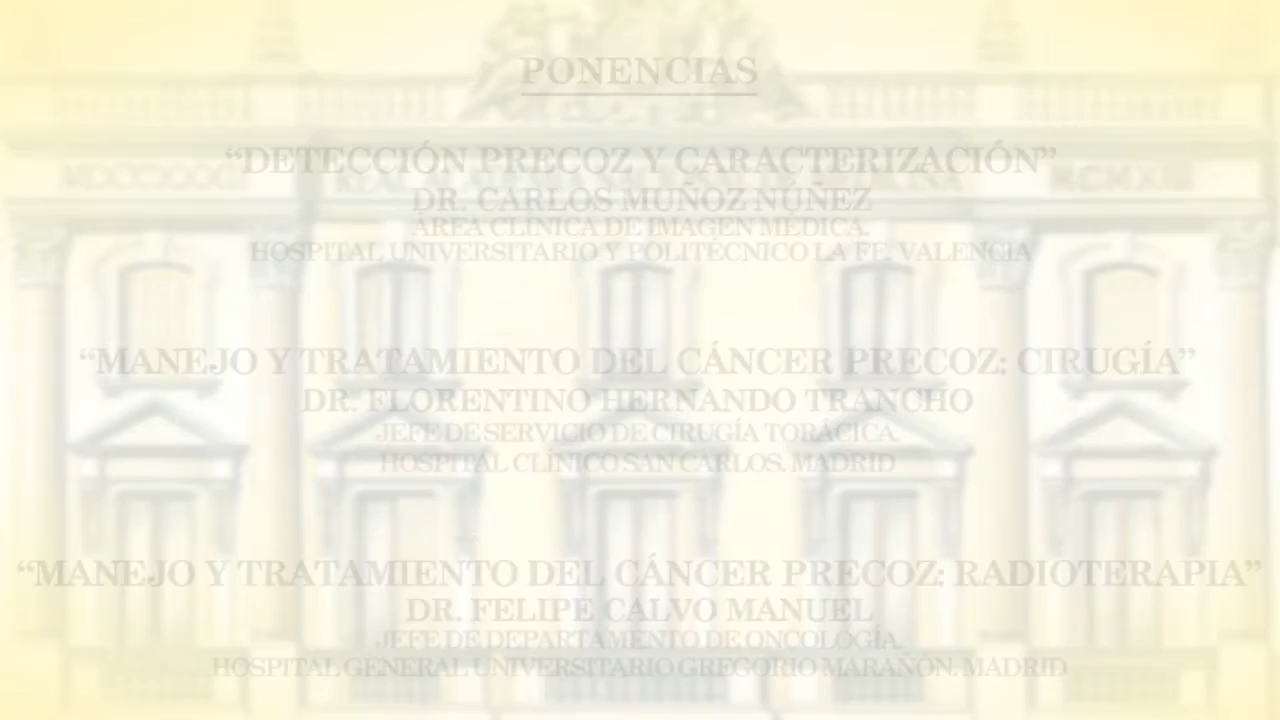 PONENCIAS
“DETECCIÓN PRECOZ Y CARACTERIZACIÓN”
DR. CARLOS MUÑOZ NÚÑEZ
ÁREA CLÍNICA DE IMAGEN MÉDICA.
HOSPITAL UNIVERSITARIO Y POLITÉCNICO LA FE. VALENCIA
“MANEJO Y TRATAMIENTO DEL CÁNCER PRECOZ: CIRUGÍA”
DR. FLORENTINO HERNANDO TRANCHO
JEFE DE SERVICIO DE CIRUGÍA TORÁCICA.
HOSPITAL CLÍNICO SAN CARLOS. MADRID
“MANEJO Y TRATAMIENTO DEL CÁNCER PRECOZ: RADIOTERAPIA”
DR. FELIPE CALVO MANUEL
JEFE DE DEPARTAMENTO DE ONCOLOGÍA.
HOSPITAL GENERAL UNIVERSITARIO GREGORIO MARAÑÓN. MADRID